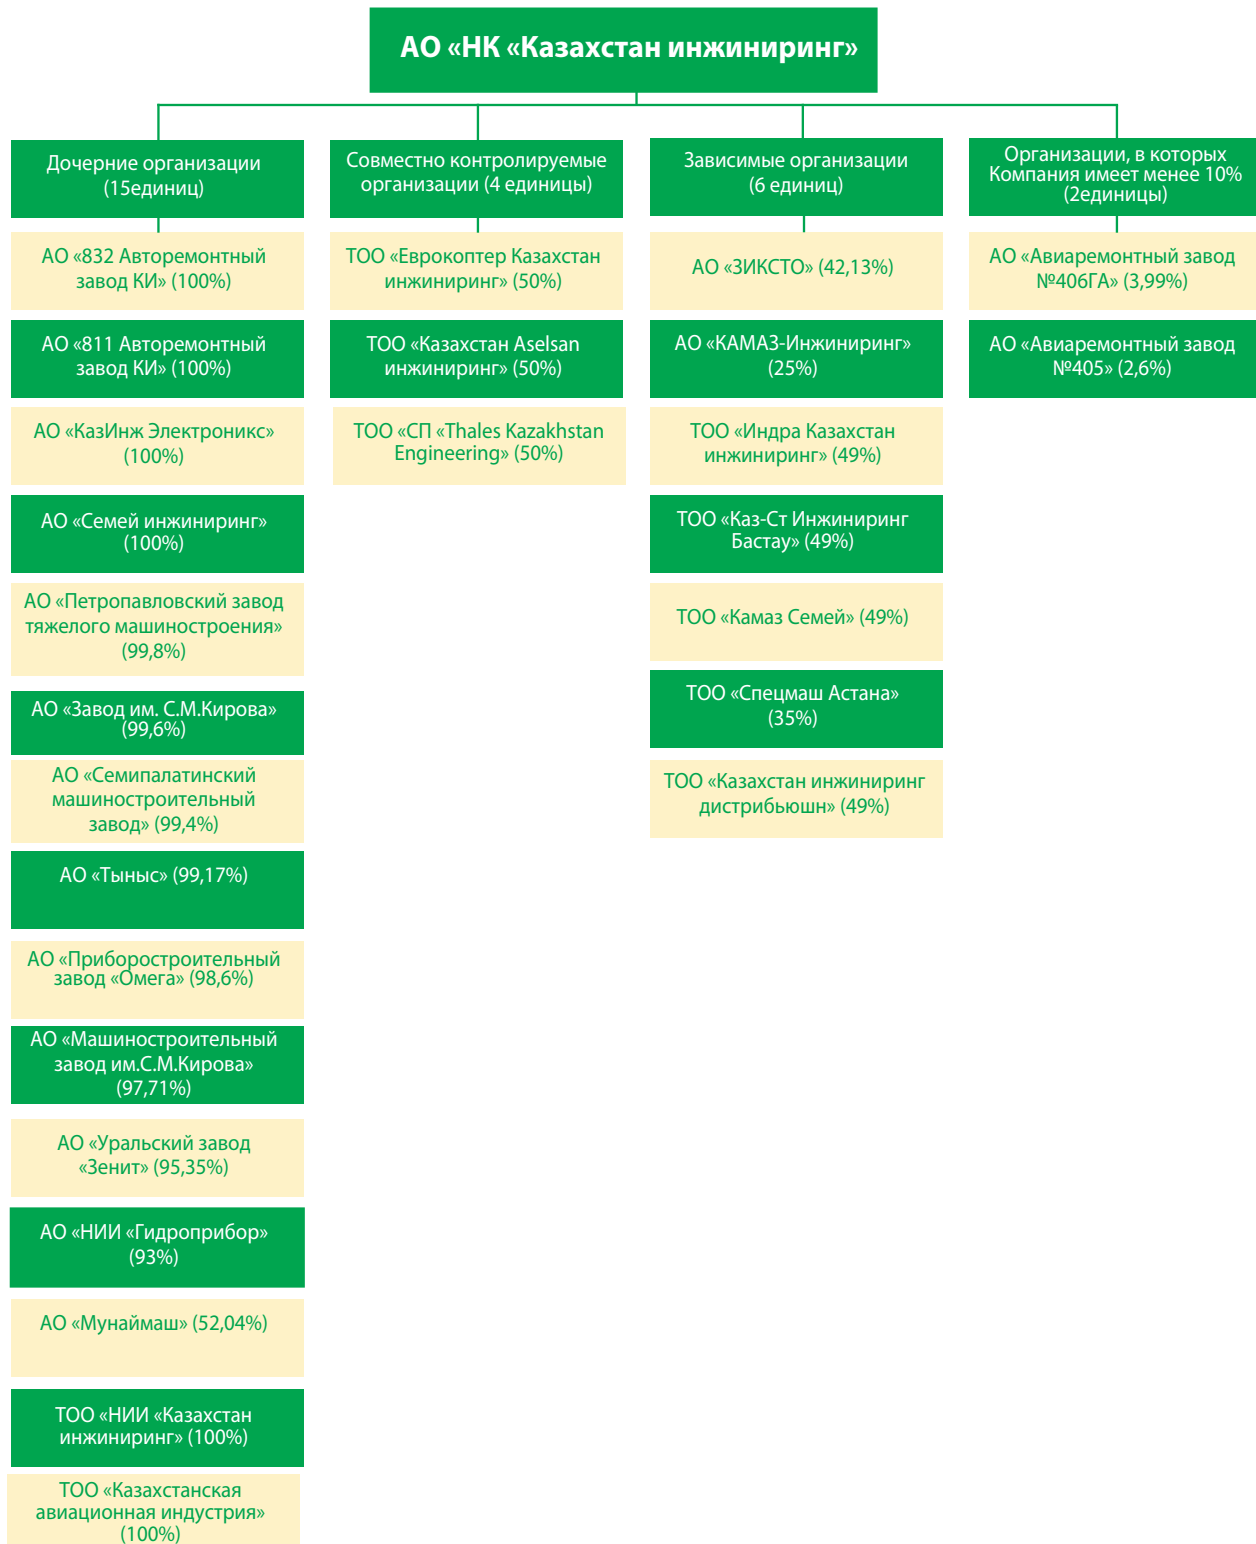 АО «НК «Казахстан инжиниринг»
Дочерние организации
(15единиц)
АО «832 Авторемонтный
завод КИ» (100%)
АО «811 Авторемонтный
завод КИ» (100%)
АО «КазИнж Электроникс»
(100%)
АО «Семей инжиниринг»
(100%)
АО «Петропавловский завод
тяжелого машиностроения»
(99,8%)
АО «Завод им. С.М.Кирова»
(99,6%)
АО «Семипалатинский
машиностроительный
завод» (99,4%)
АО «Тыныс» (99,17%)
АО «Приборостроительный
завод «Омега» (98,6%)
АО «Машиностроительный
завод им.С.М.Кирова»
(97,71%)
АО «Уральский завод
«Зенит» (95,35%)
АО «НИИ «Гидроприбор»
(93%)
АО «Мунаймаш» (52,04%)
ТОО «НИИ «Казахстан
инжиниринг» (100%)
ТОО «Казахстанская
авиационная индустрия»
(100%)
Совместно контролируемые
организации (4 единицы)
ТОО «Еврокоптер Казахстан
инжиниринг» (50%)
ТОО «Казахстан Aselsan
инжиниринг» (50%)
ТОО «СП «Thales Kazakhstan
Engineering» (50%)
Зависимые организации
(6 единиц)
АО «ЗИКСТО» (42,13%)
АО «КАМАЗ-Инжиниринг»
(25%)
ТОО «Индра Казахстан
инжиниринг» (49%)
ТОО «Каз-Ст Инжиниринг
Бастау» (49%)
ТОО «Камаз Семей» (49%)
ТОО «Спецмаш Астана»
(35%)
ТОО «Казахстан инжиниринг
дистрибьюшн» (49%)
Организации, в которых
Компания имеет менее 10%
(2единицы)
АО «Авиаремонтный завод
№406ГА» (3,99%)
АО «Авиаремонтный завод
№405» (2,6%)